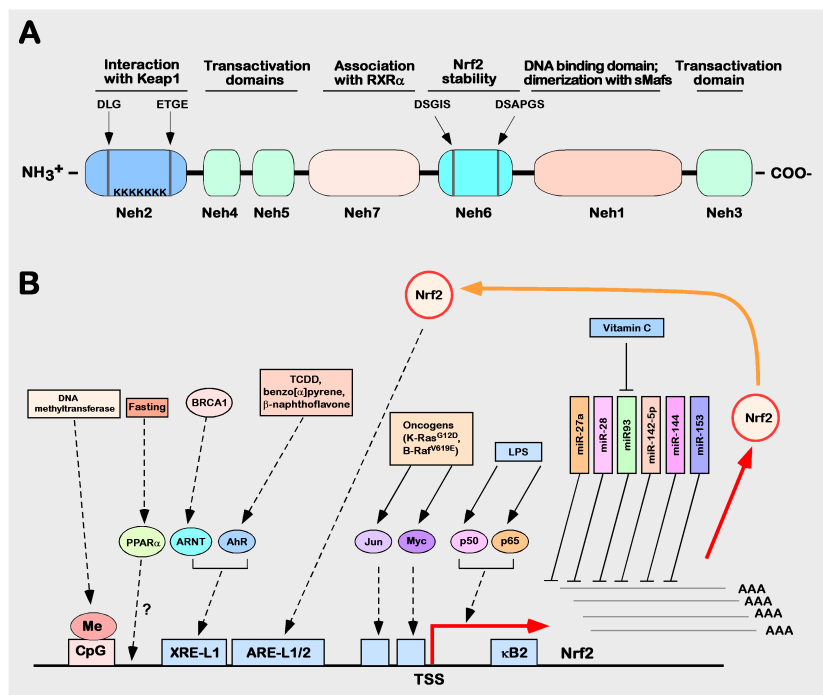 A
Interaction
with Keap1
Transactivation
domains
Association
with RXRα
Nrf2
stability
DNA binding domain;
dimerization with sMafs
Transactivation
domain
DLG
ETGE
DSGIS
DSAPGS
NH3+
KKKKKKK
COO-
Neh2
Neh4
Neh5
Neh7
Neh6
Neh1
Neh3
B
Nrf2
Vitamin C
DNA
methyltransferase
Fasting
BRCA1
TCDD,
benzo[α]pyrene,
β-naphthoflavone
Oncogens
(K-RasG12D,
B-RafV619E)
LPS
miR-27a
miR-28
miR93
miR-142-5p
miR-144
miR-153
Nrf2
PPARα
ARNT
AhR
Jun
Myc
p50
p65
?
AAA
AAA
AAA
AAA
Me
CpG
XRE-L1
ARE-L1/2
κB2
Nrf2
TSS